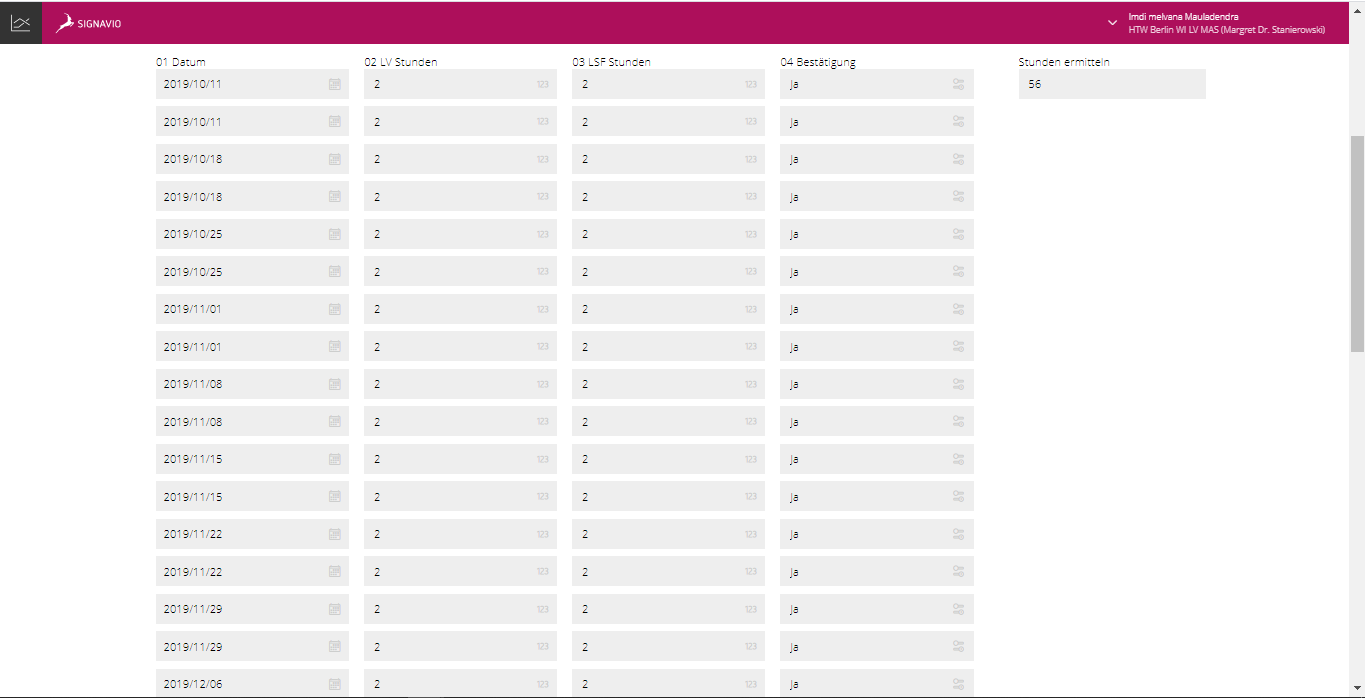 SIGNAVIO
Imdi melvana Mauladendra
HTW Berlin WI LV MAS (Margret Dr. Stanierowski)
01 Datum 02 LV Stunden 03 LSF Stunden 04 Bestätigung Stunden ermitteln
2019/10/11 2 123 2 123 Ja 56
2019/10/11 2 123 2 123 Ja
2019/10/18 2 123 2 123 Ja
2019/10/18 2 123 2 123 Ja
2019/10/25 2 123 2 123 Ja
2019/10/25 2 123 2 123 Ja
2019/11/01 2 123 2 123 Ja
2019/11/01 2 123 2 123 Ja
2019/11/08 2 123 2 123 Ja
2019/11/08 2 123 2 123 Ja
2019/11/15 2 123 2 123 Ja
2019/11/15 2 123 2 123 Ja
2019/11/22 2 123 2 123 Ja
2019/11/22 2 123 2 123 Ja
2019/11/29 2 123 2 123 Ja
2019/11/29 2 123 2 123 Ja
2019/12/06 2 123 2 123 Ja